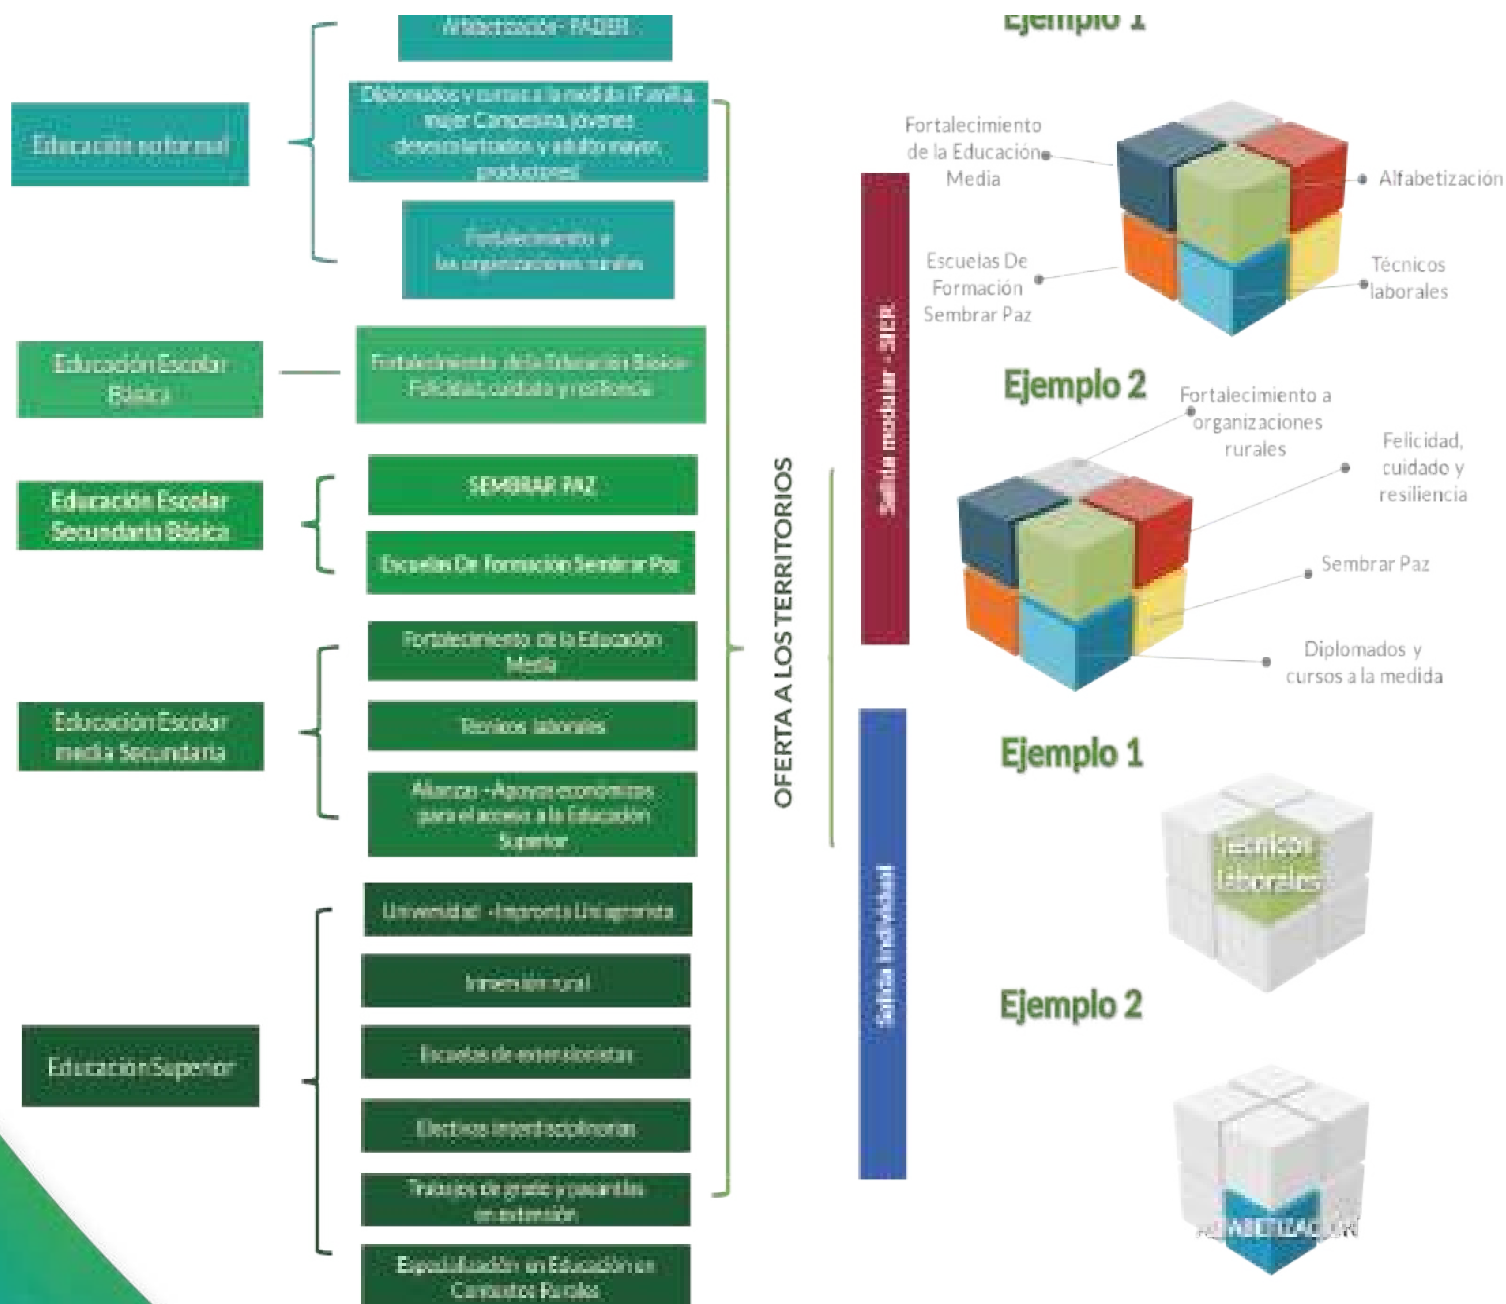 Alfabetización - PADER
Diplomados y cursos a la medida (Familia,
mujer Campesina, jóvenes
desescolarizados y adulto mayor,
productores)
Educación no formal
Fortalecimiento a
las organizaciones rurales
Educación Escolar
Básica
Fortalecimiento de la Educación Básica-
Felicidad, cuidado y resiliencia
Educación Escolar
Secundaria Básica
SEMBRAR PAZ
Escuelas De Formación Sembrar Paz
Educación Escolar
media Secundaria
Fortalecimiento de la Educación
Media
Técnicos laborales
Alianzas - Apoyos económicos
para el acceso a la Educación
Superior
Educación Superior
Universidad - Impronta Uniagrarista
Inmersión rural
Escuelas de extensionistas
Electivas interdisciplinarias
Trabajos de grado y pasantías
en extensión
Especialización en Educación en
Contextos Rurales
OFERTA A LOS TERRITORIOS
Salida modular - SIER
Salida individual
Ejemplo 1
Fortalecimiento
de la Educación
Media
Alfabetización
Escuelas De
Formación
Sembrar Paz
Técnicos
laborales
Ejemplo 2
Fortalecimiento a
organizaciones
rurales
Felicidad,
cuidado y
resiliencia
Sembrar Paz
Diplomados y
cursos a la medida
Ejemplo 1
Técnicos
laborales
Ejemplo 2
ALFABETIZACIÓN